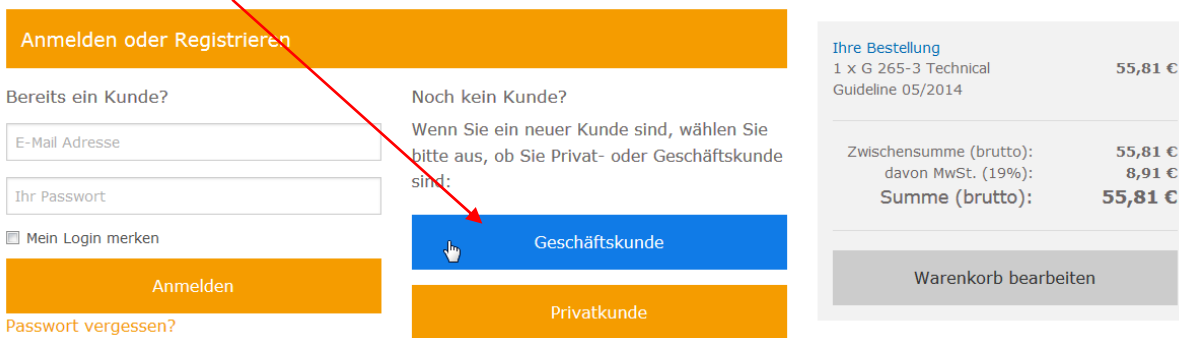 Anmelden oder Registrieren
Bereits ein Kunde?
E-Mail Adresse
Ihr Passwort
Mein Login merken
Anmelden
Passwort vergessen?
Noch kein Kunde?
Wenn Sie ein neuer Kunde sind, wählen Sie
bitte aus, ob Sie Privat- oder Geschäftskunde
sind:
Geschäftskunde
Privatkunde
Ihre Bestellung
1 x G 265-3 Technical 55,81 €
Guideline 05/2014
Zwischensumme (brutto): 55,81 €
davon MwSt. (19%): 8,91 €
Summe (brutto): 55,81 €
Warenkorb bearbeiten